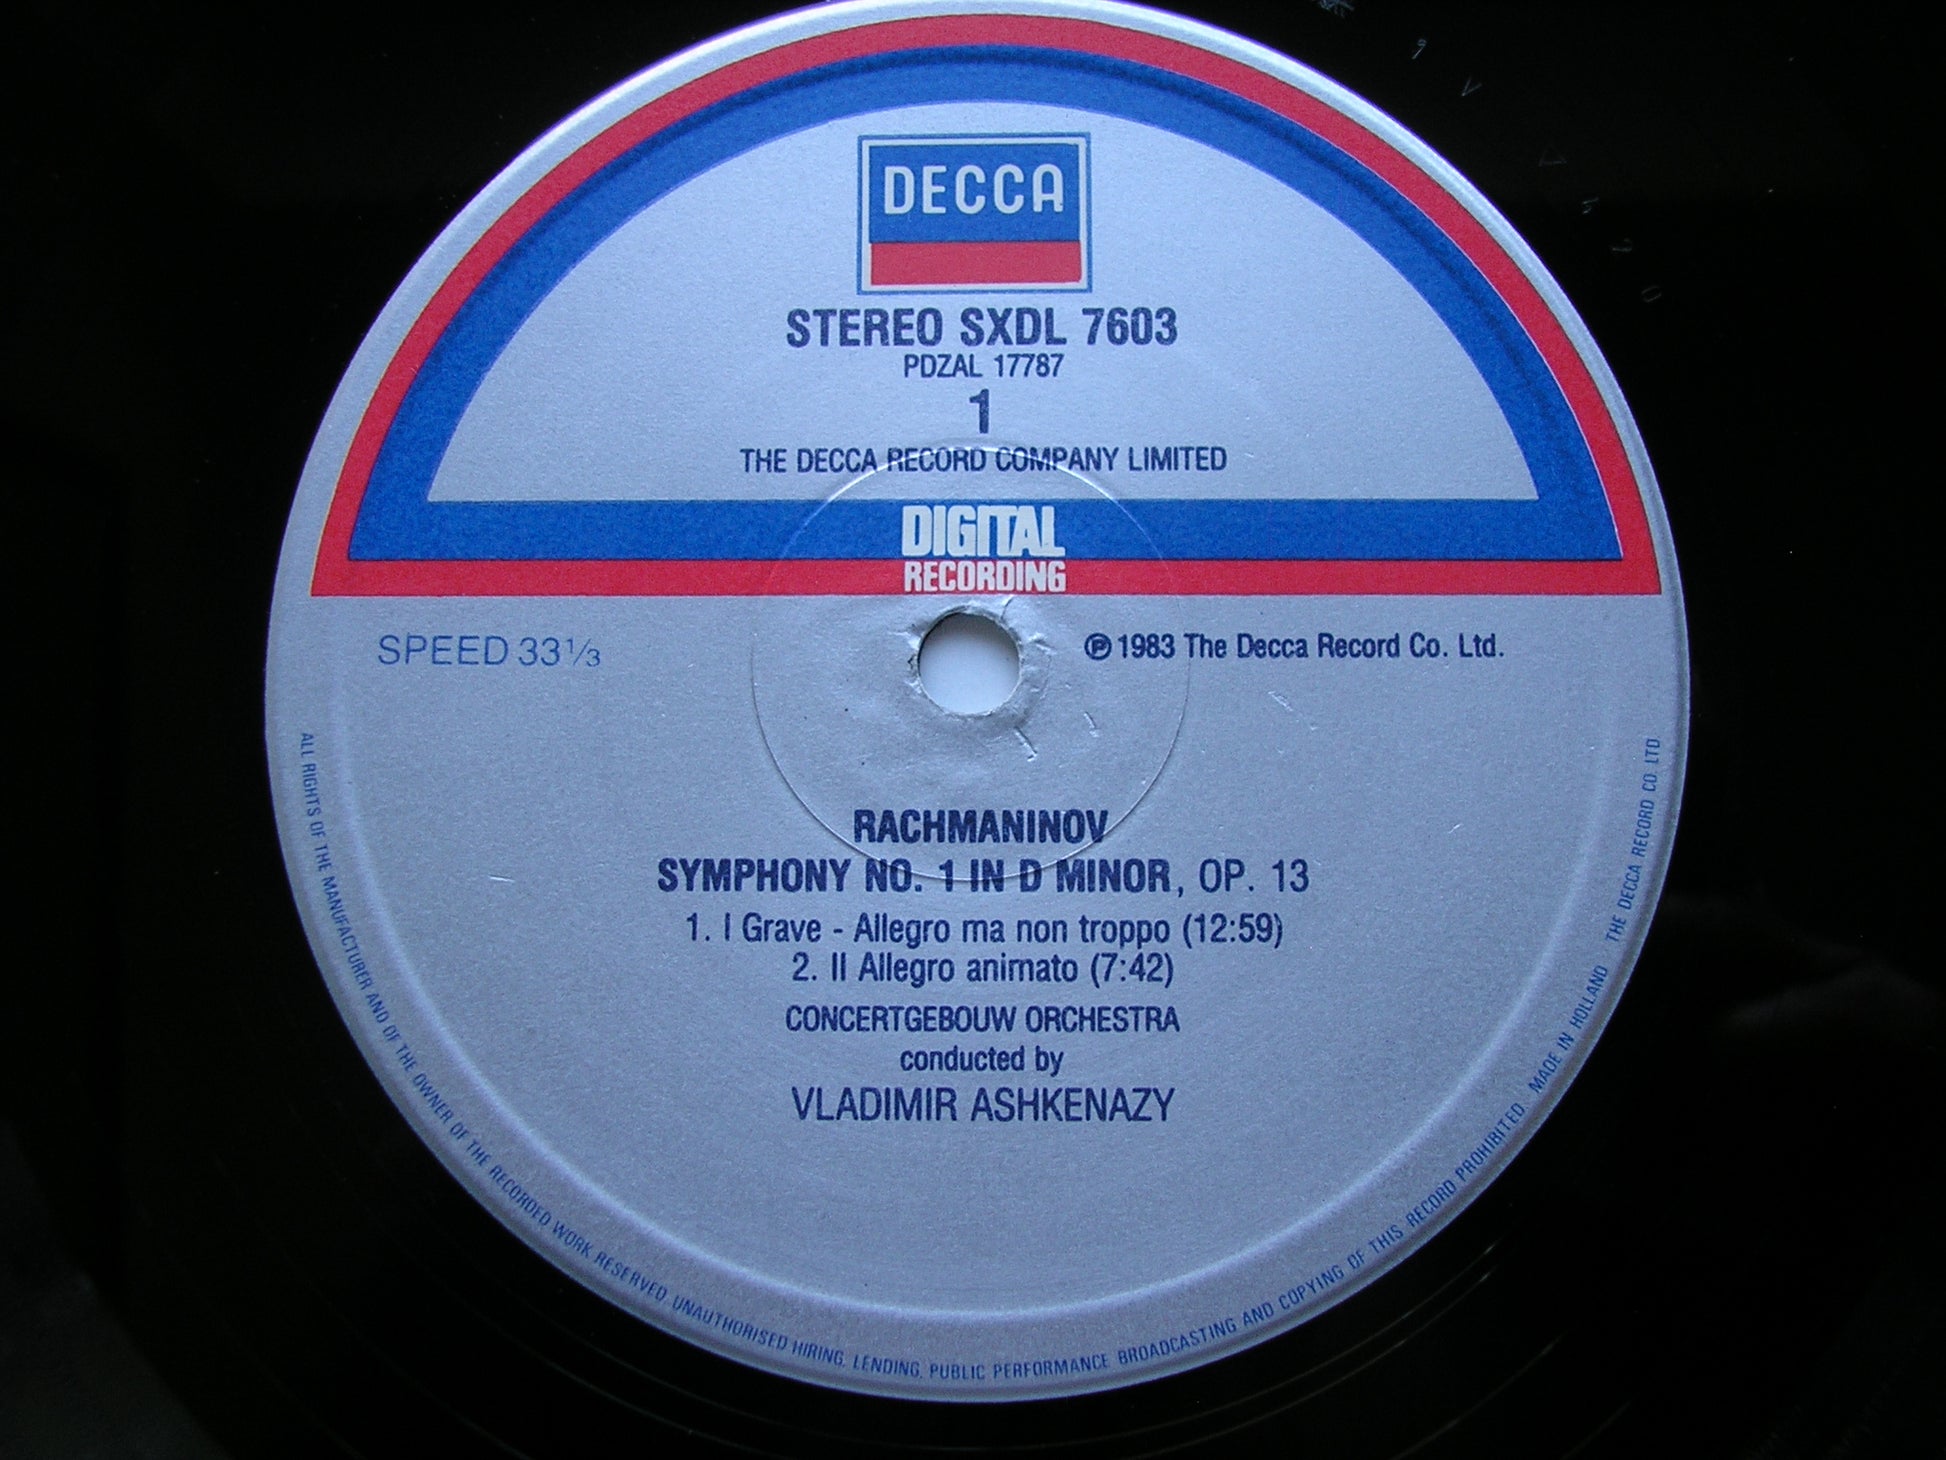 DECCA
STEREO SXDL 7603
PDZAL 17787
1
THE DECCA RECORD COMPANY LIMITED
DIGITAL
RECORDING
SPEED 33⅓
Ⓟ 1983 The Decca Record Co. Ltd.
RACHMANINOV
SYMPHONY NO. 1 IN D MINOR, OP. 13
1. I Grave - Allegro ma non troppo (12:59)
2. II Allegro animato (7:42)
CONCERTGEBOUW ORCHESTRA
conducted by
VLADIMIR ASHKENAZY
ALL RIGHTS OF THE MANUFACTURER AND OF THE OWNER OF THE RECORDED WORK RESERVED. UNAUTHORISED HIRING, LENDING, PUBLIC PERFORMANCE BROADCASTING AND COPYING OF THIS RECORD PROHIBITED. MADE IN HOLLAND THE DECCA RECORD CO. LTD